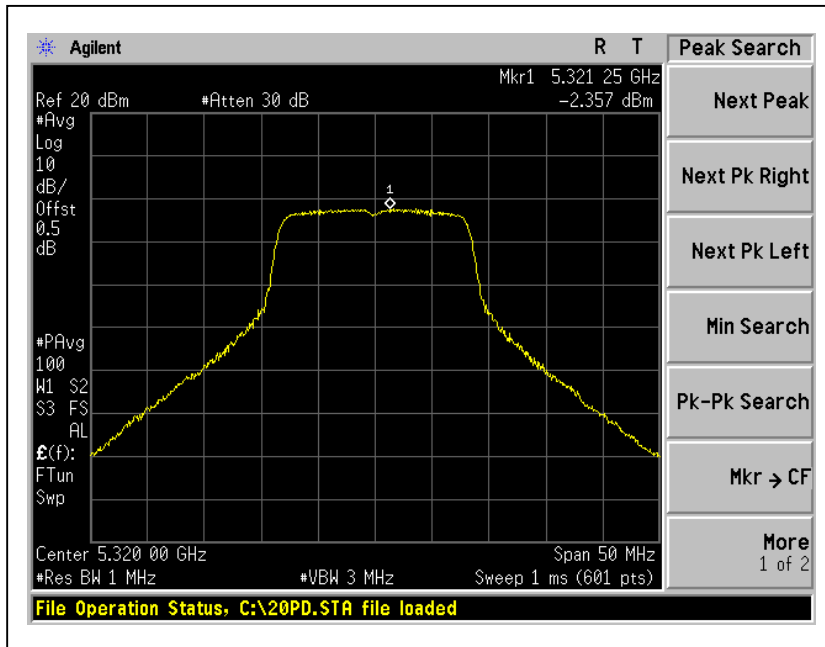 Agilent R T Peak Search
Mkr1 5.321 25 GHz
Ref 20 dBm #Atten 30 dB -2.357 dBm
#Avg
Log
10
dB/
Offst
0.5
dB
1
#PAvg
100
W1 S2
S3 FS
AL
£(f):
FTun
Swp
Center 5.320 00 GHz Span 50 MHz
#Res BW 1 MHz #VBW 3 MHz Sweep 1 ms (601 pts)
File Operation Status, C:\20PD.STA file loaded
Next Peak
Next Pk Right
Next Pk Left
Min Search
Pk-Pk Search
Mkr → CF
More
1 of 2